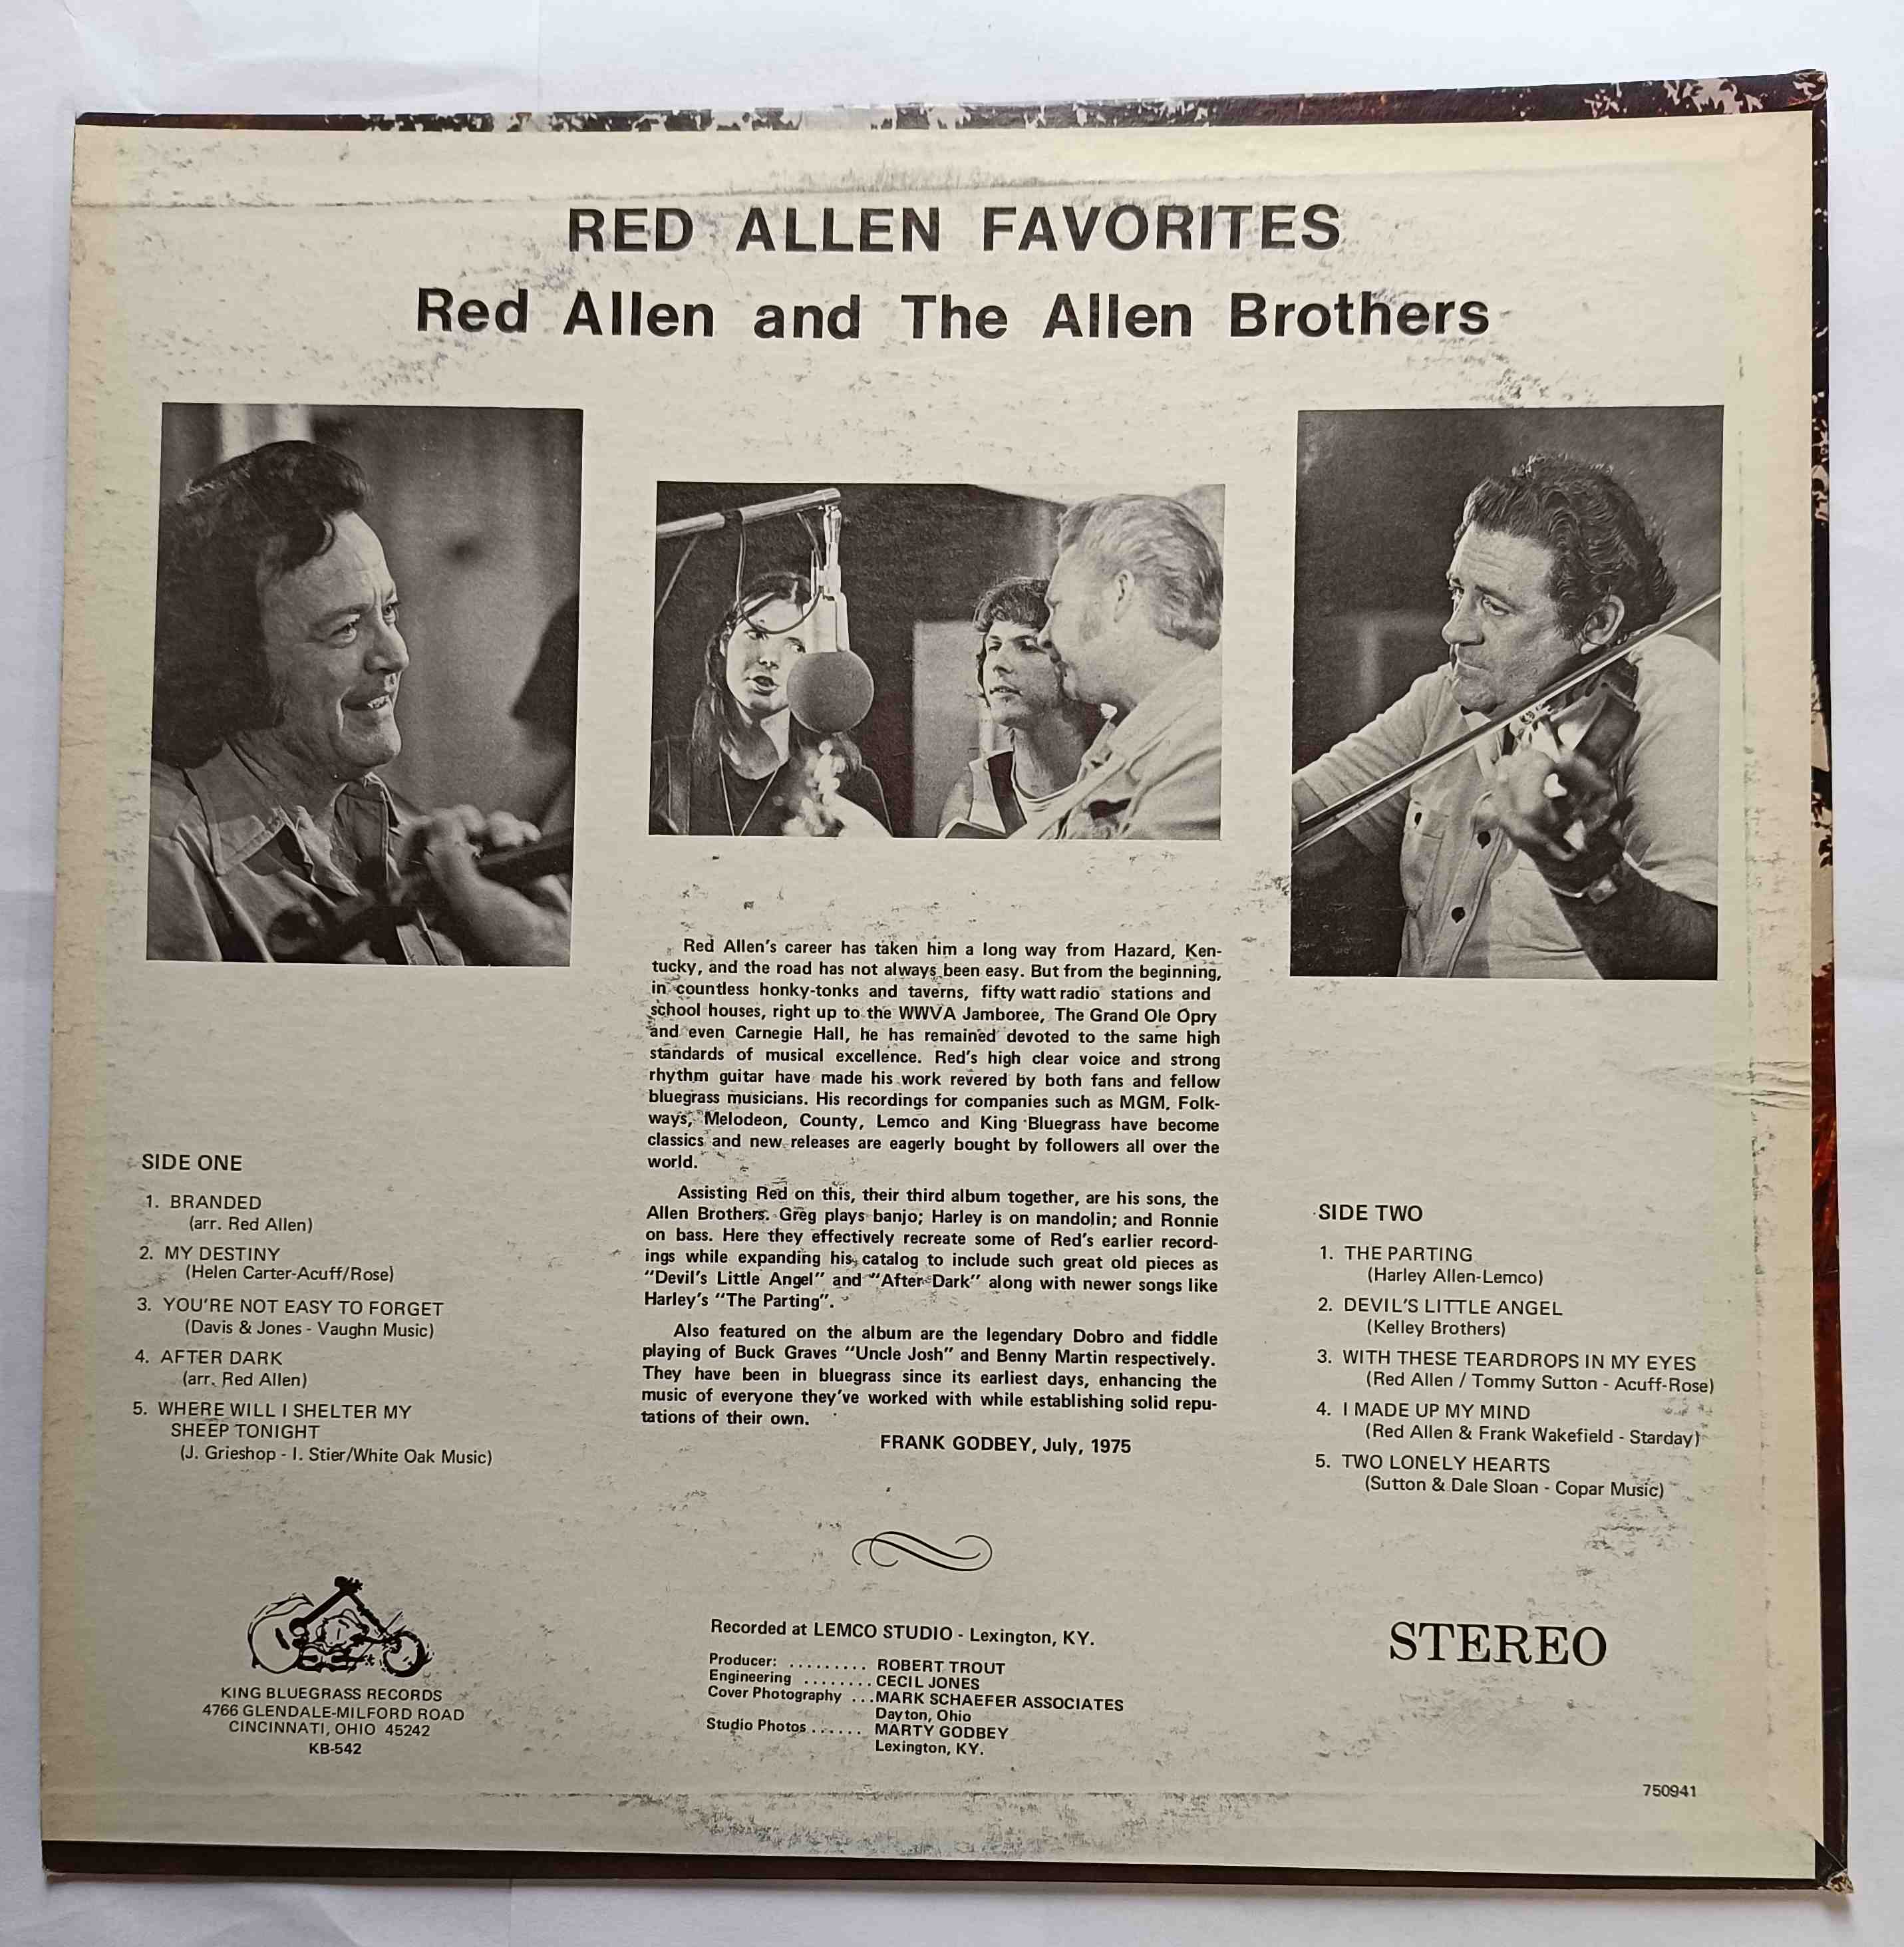 RED ALLEN FAVORITES
Red Allen and The Allen Brothers
Red Allen's career has taken him a long way from Hazard, Ken-
tucky, and the road has not always been easy. But from the beginning,
in countless honky-tonks and taverns, fifty watt radio stations and
school houses, right up to the WWVA Jamboree, The Grand Ole Opry
and even Carnegie Hall, he has remained devoted to the same high
standards of musical excellence. Red's high clear voice and strong
rhythm guitar have made his work revered by both fans and fellow
bluegrass musicians. His recordings for companies such as MGM, Folk-
ways, Melodeon, County, Lemco and King Bluegrass have become
classics and new releases are eagerly bought by followers all over the
world.
Assisting Red on this, their third album together, are his sons, the
Allen Brothers. Greg plays banjo; Harley is on mandolin; and Ronnie
on bass. Here they effectively recreate some of Red's earlier record-
ings while expanding his catalog to include such great old pieces as
"Devil's Little Angel" and "After Dark" along with newer songs like
Harley's "The Parting".
Also featured on the album are the legendary Dobro and fiddle
playing of Buck Graves "Uncle Josh" and Benny Martin respectively.
They have been in bluegrass since its earliest days, enhancing the
music of everyone they've worked with while establishing solid repu-
tations of their own.
FRANK GODBEY, July, 1975
SIDE ONE
1. BRANDED
(arr. Red Allen)
2. MY DESTINY
(Helen Carter-Acuff/Rose)
3. YOU'RE NOT EASY TO FORGET
(Davis & Jones - Vaughn Music)
4. AFTER DARK
(arr. Red Allen)
5. WHERE WILL I SHELTER MY
SHEEP TONIGHT
(J. Grieshop - I. Stier/White Oak Music)
SIDE TWO
1. THE PARTING
(Harley Allen-Lemco)
2. DEVIL'S LITTLE ANGEL
(Kelley Brothers)
3. WITH THESE TEARDROPS IN MY EYES
(Red Allen / Tommy Sutton - Acuff-Rose)
4. I MADE UP MY MIND
(Red Allen & Frank Wakefield - Starday)
5. TWO LONELY HEARTS
(Sutton & Dale Sloan - Copar Music)
KING BLUEGRASS RECORDS
4766 GLENDALE-MILFORD ROAD
CINCINNATI, OHIO 45242
KB-542
Recorded at LEMCO STUDIO - Lexington, KY.
Producer: ......... ROBERT TROUT
Engineering ........ CECIL JONES
Cover Photography ... MARK SCHAEFER ASSOCIATES
Dayton, Ohio
Studio Photos ...... MARTY GODBEY
Lexington, KY.
STEREO
750941